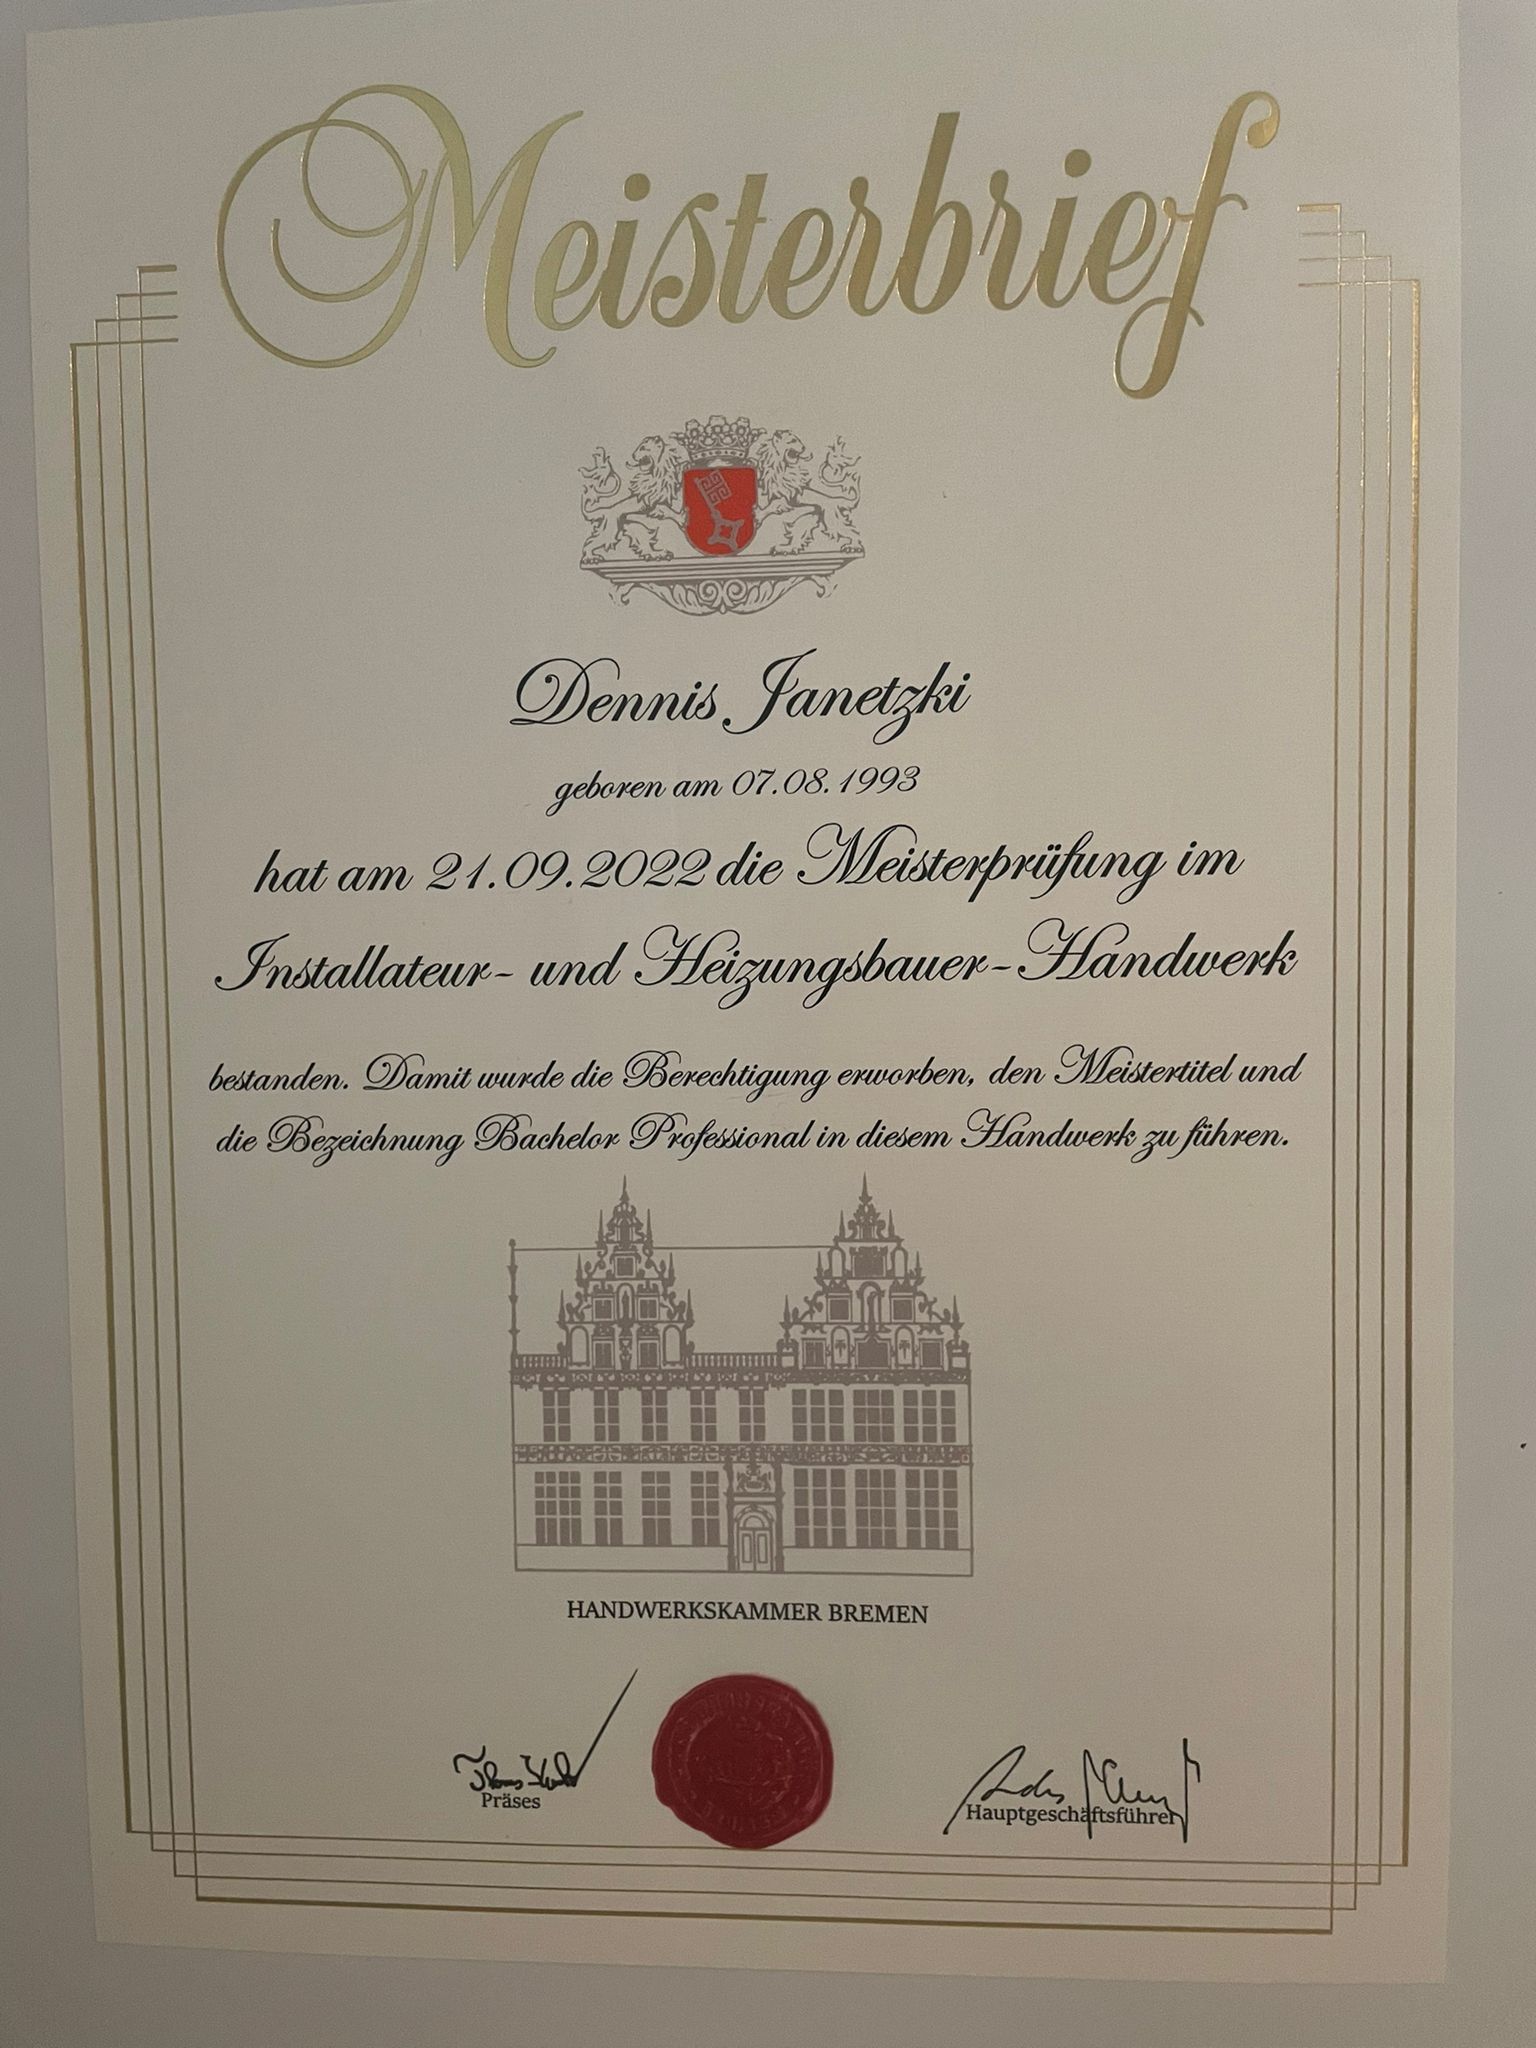 Meisterbrief
Dennis Janetzki
geboren am 07.08.1993
hat am 21.09.2022 die Meisterprüfung im
Installateur- und Heizungsbauer-Handwerk
bestanden. Damit wurde die Berechtigung erworben, den Meistertitel und
die Bezeichnung Bachelor Professional in diesem Handwerk zu führen.
HANDWERKSKAMMER BREMEN
Präses
Hauptgeschäftsführer